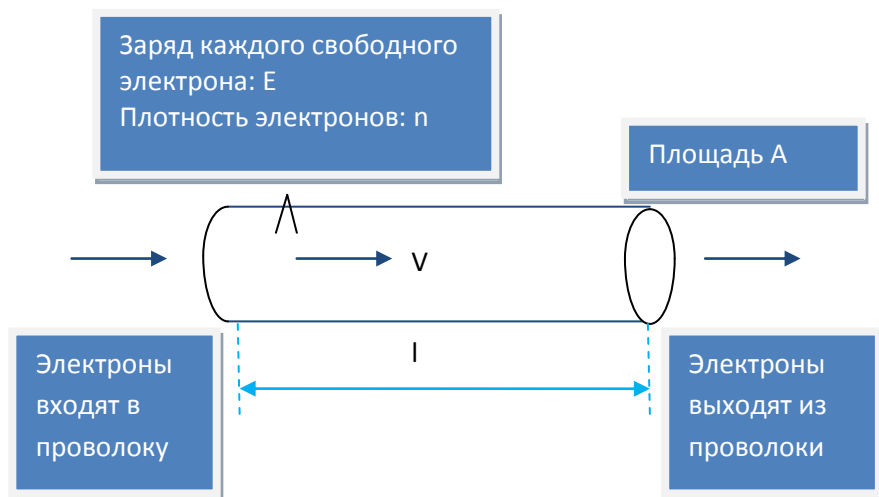 Заряд каждого свободного
электрона: E
Плотность электронов: n
Площадь A
V
l
Электроны
входят в
проволоку
Электроны
выходят из
проволоки